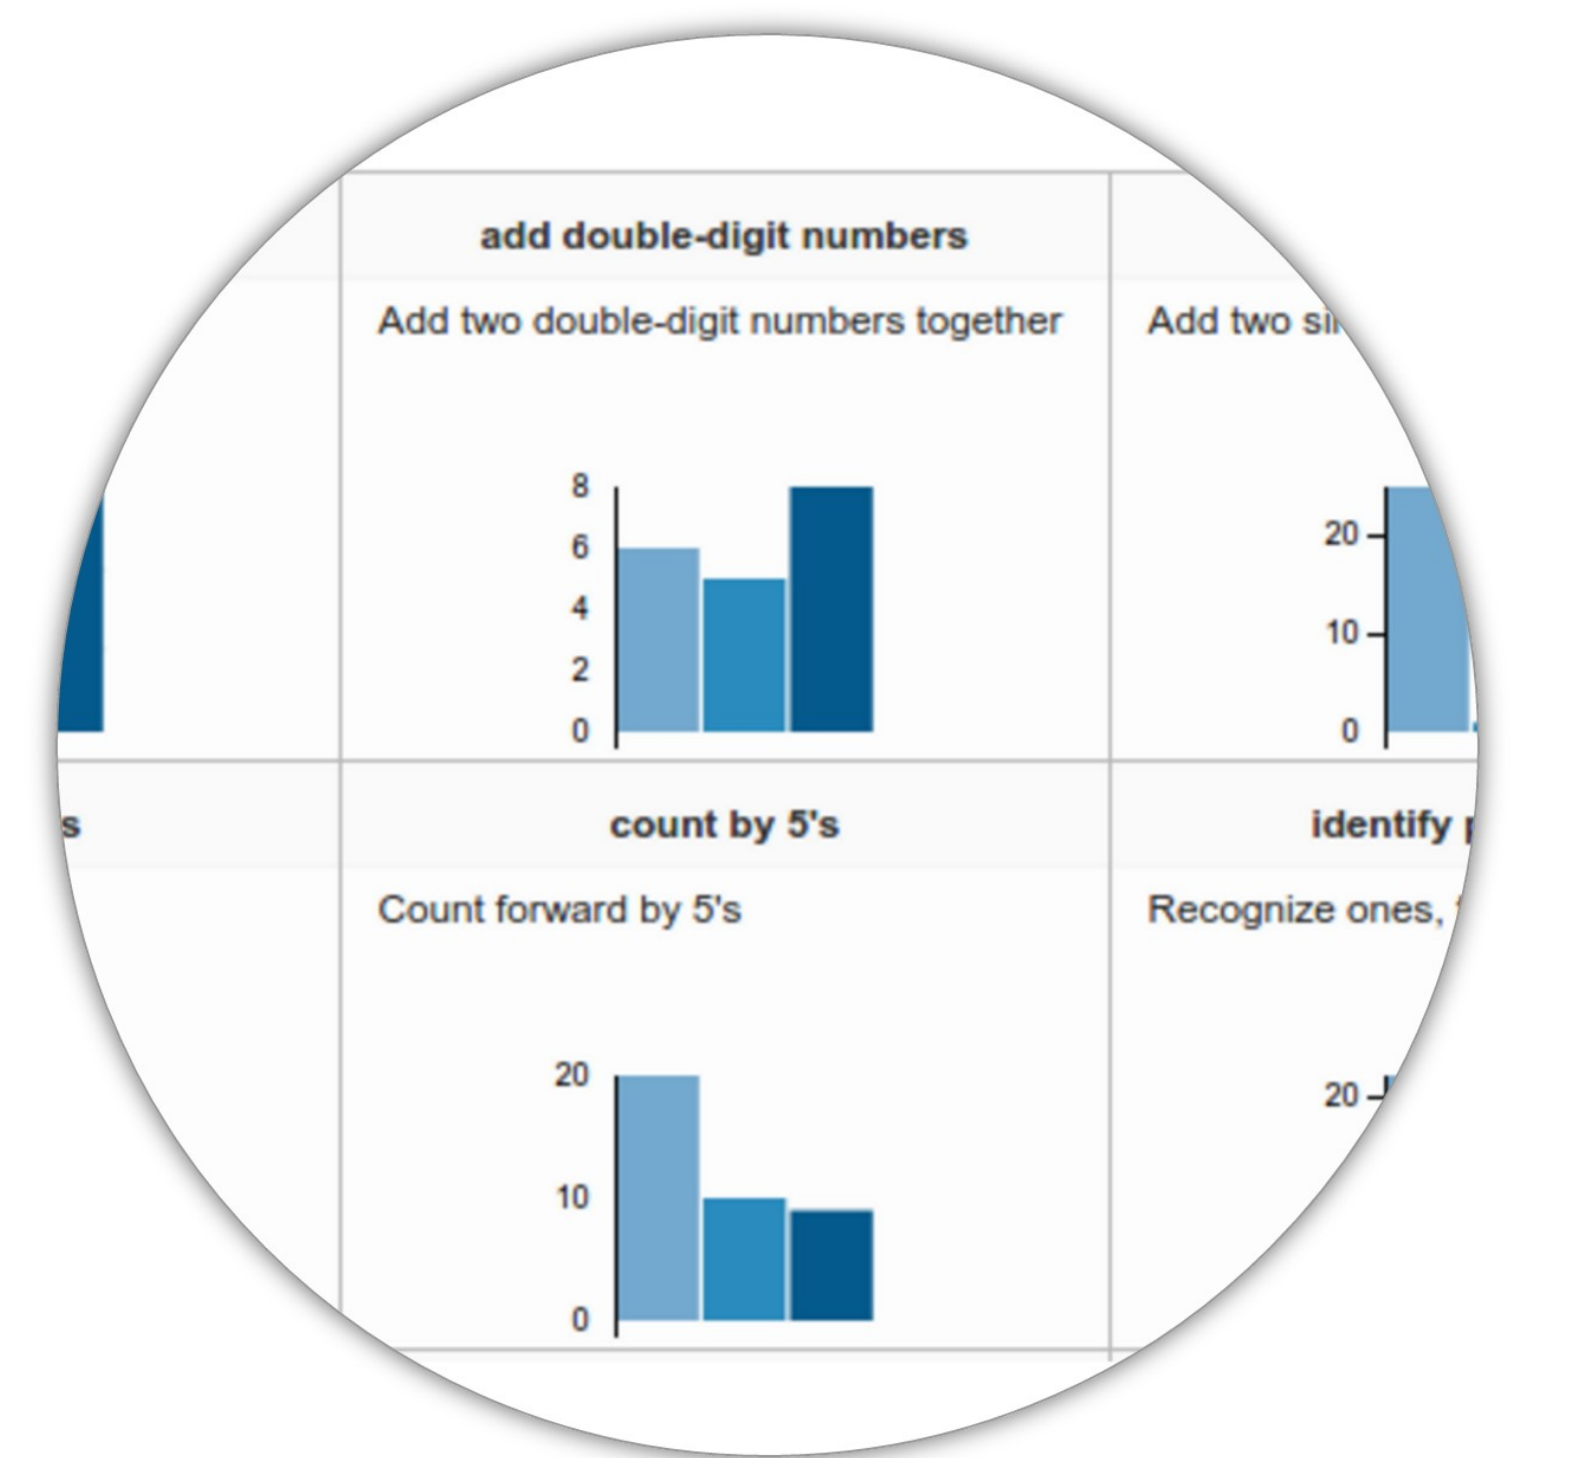 add double-digit numbers
Add two double-digit numbers together
Add two
8
6
4
2
0
20
10
0
s
count by 5's
identify
Count forward by 5's
Recognize ones,
20
10
0
20